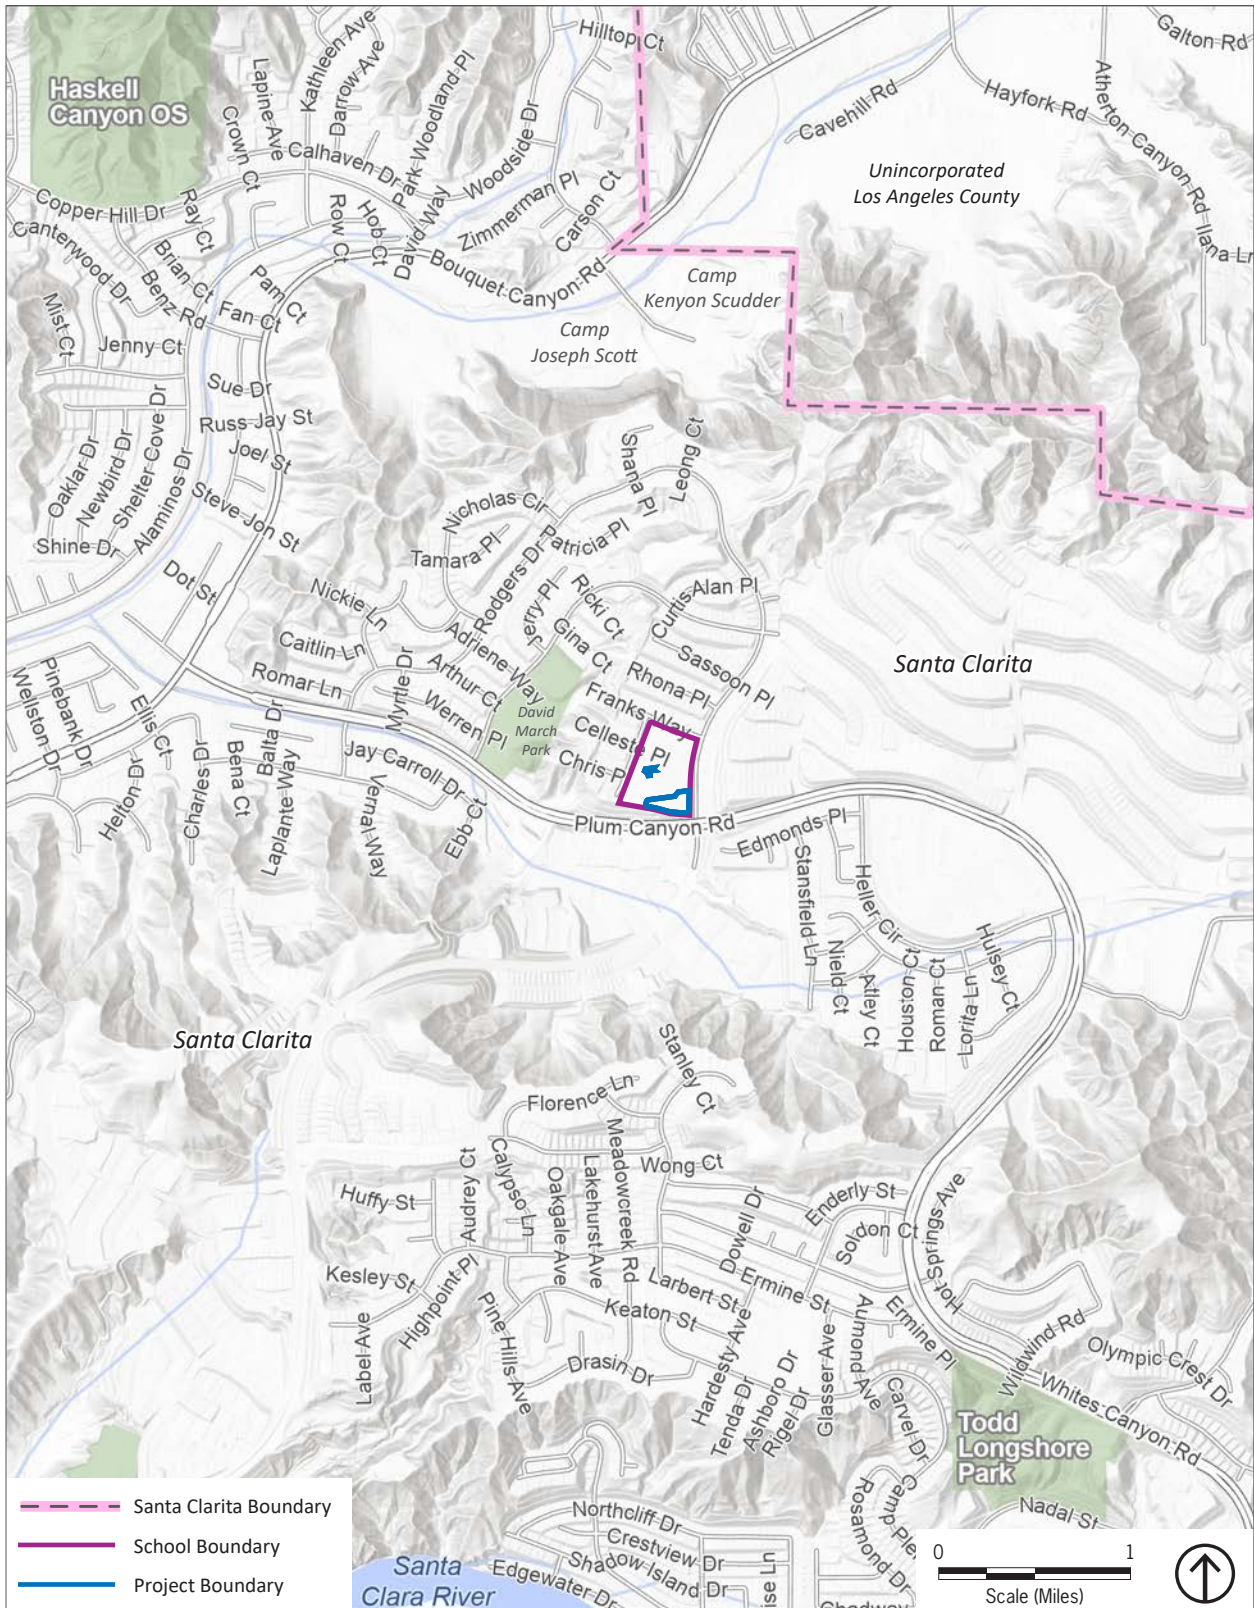 Hilltop Ct
Galton Rd
Haskell
Canyon OS
Lapine Ave
Kathleen Ave
Darrow Ave
Park Woodland Pl
Crown Ct
Calhaven Dr
Woodside Dr
Cavehill Rd
Hayfork Rd
Atherton Canyon Rd
Unincorporated
Los Angeles County
Copper Hill Dr
Ray Ct
Row Ct
Hob Ct
David Way
Zimmerman Pl
Carson Ct
Ilana Ln
Canterwood Dr
Brian Ct
Benz Rd
Pam Ct
Fan Ct
Bouquet Canyon Rd
Camp
Kenyon Scudder
Camp
Joseph Scott
Mist Ct
Jenny Ct
Sue Dr
Russ Jay St
Joel St
Steve Jon St
Oaklar Dr
Newbird Dr
Shelter Cove Dr
Alaminos Dr
Shine Dr
Shana Pl
Leong Ct
Nicholas Cir
Tamara Pl
Patricia Pl
Rodgers Dr
Dot St
Nickie Ln
Jerry Pl
Ricki Ct
Curtis Alan Pl
Caitlin Ln
Gina Ct
Adriene Way
Sassoon Pl
Santa Clarita
Romar Ln
Myrtle Dr
Arthur Ct
Rhona Pl
Franks Way
Werren Pl
David
March
Park
Celleste Pl
Chris P
Pinebank Dr
Wellston Dr
Ellis Ct
Helton Dr
Charles Dr
Bena Ct
Balta Dr
Laplante Way
Jay Carroll Dr
Vernal Way
Ebb Ct
Plum Canyon Rd
Edmonds Pl
Stansfield Ln
Heller Cir
Nield Ct
Atley Ct
Houston Ct
Roman Ct
Lorita Ln
Hulsey Ct
Santa Clarita
Stanley Ct
Florence Ln
Meadowcreek Rd
Wong Ct
Huffy St
Audrey Ct
Calypso Ln
Oakgale Ave
Lakehurst Ave
Dowell Dr
Enderly St
Soldon Ct
Hot Springs Ave
Kesley St
Highpoint Pl
Label Ave
Pine Hills Ave
Larbert St
Keaton St
Ermine St
Ermine Pl
Drasin Dr
Hardesty Ave
Tenda Dr
Ashboro Dr
Rigel Dr
Glasser Ave
Aumond Ave
Carvel Dr
Wildwind Rd
Olympic Crest Dr
Whites Canyon Rd
Todd
Longshore
Park
Camp Ple
Rosamond Dr
Nadal St
Northcliff Dr
Crestview Dr
Shadow Island Dr
Edgewater Dr
Santa
Clara River
Santa Clarita Boundary
School Boundary
Project Boundary
0 1
Scale (Miles)